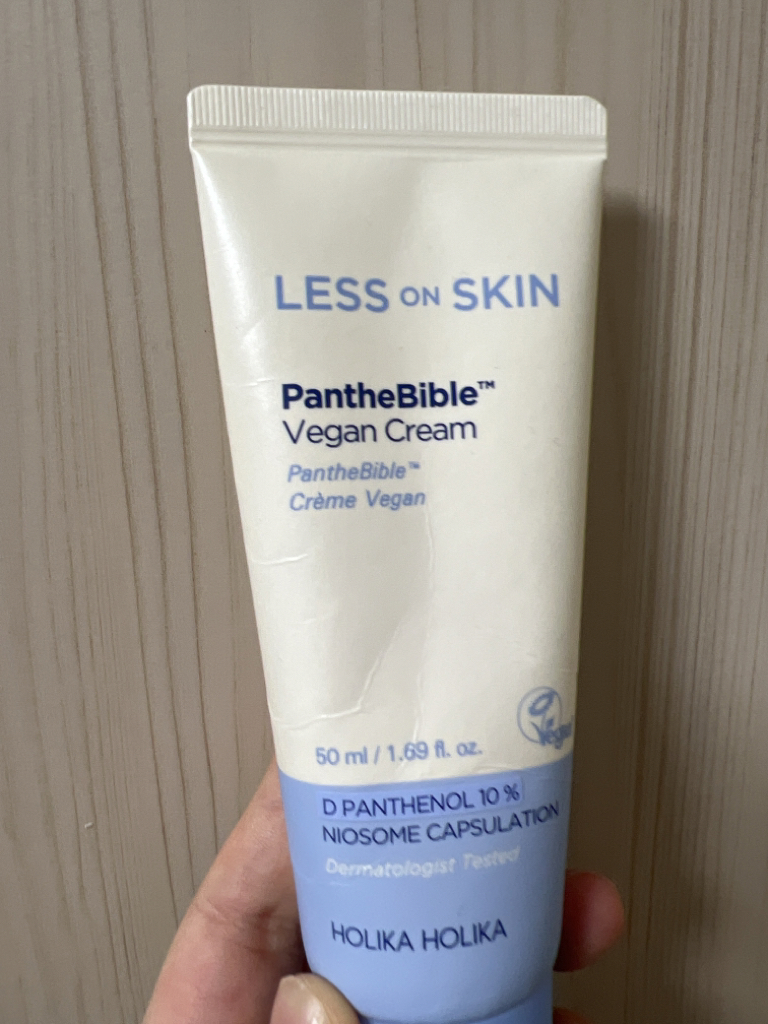 LESS ON SKIN
PantheBible™
Vegan Cream
PantheBible™
Crème Vegan
Vegan
50 ml / 1.69 fl. oz.
D PANTHENOL 10 %
NIOSOME CAPSULATION
Dermatologist Tested
HOLIKA HOLIKA